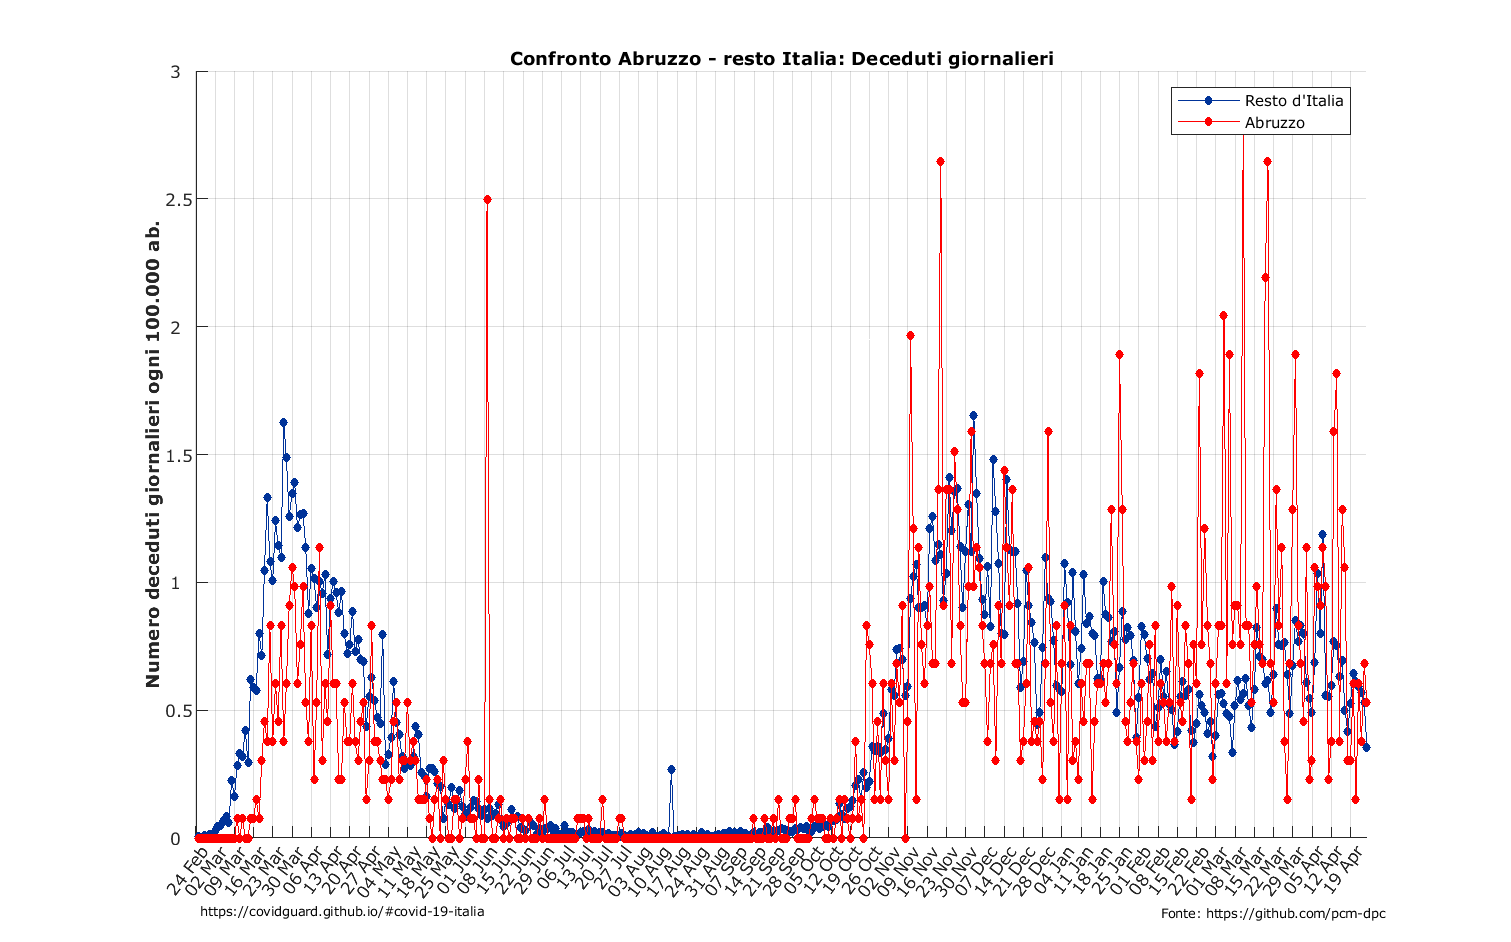 Confronto Abruzzo - resto Italia: Deceduti giornalieri
Resto d'Italia
Abruzzo
Numero deceduti giornalieri ogni 100.000 ab.
3
2.5
2
1.5
1
0.5
0
24 Feb
02 Mar
09 Mar
16 Mar
23 Mar
30 Mar
06 Apr
13 Apr
20 Apr
27 Apr
04 May
11 May
18 May
25 May
01 Jun
08 Jun
15 Jun
22 Jun
29 Jun
06 Jul
13 Jul
20 Jul
27 Jul
03 Aug
10 Aug
17 Aug
24 Aug
31 Aug
07 Sep
14 Sep
21 Sep
28 Sep
05 Oct
12 Oct
19 Oct
26 Oct
02 Nov
09 Nov
16 Nov
23 Nov
30 Nov
07 Dec
14 Dec
21 Dec
28 Dec
04 Jan
11 Jan
18 Jan
25 Jan
01 Feb
08 Feb
15 Feb
22 Feb
01 Mar
08 Mar
15 Mar
22 Mar
29 Mar
05 Apr
12 Apr
19 Apr
https://covidguard.github.io/#covid-19-italia
Fonte: https://github.com/pcm-dpc